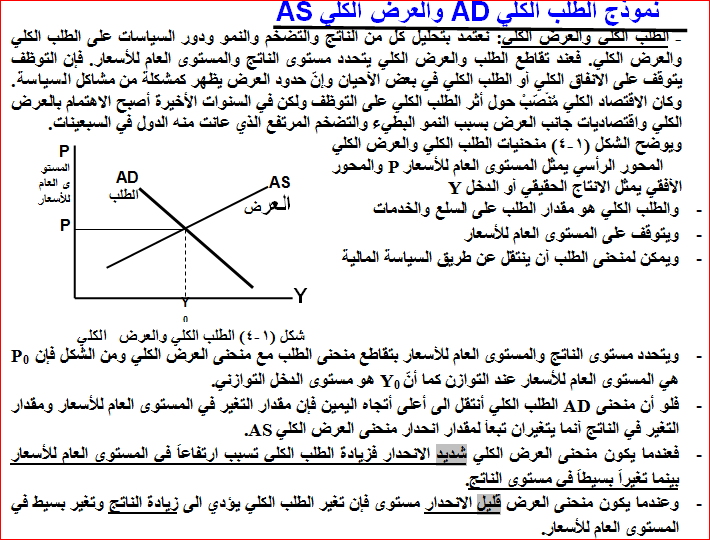 نموذج الطلب الكلي AD والعرض الكلي AS
- الطلب الكلي والعرض الكلي: نعتمد بتحليل كل من الناتج والتضخم والنمو ودور السياسات على الطلب الكلي
والعرض الكلي. فعند تقاطع الطلب والعرض الكلي يتحدد مستوى الناتج والمستوى العام للأسعار. فإن التوظف
يتوقف على الانفاق الكلي أو الطلب الكلي في بعض الأحيان وإنّ حدود العرض يظهر كمشكلة من مشاكل السياسة.
وكان الاقتصاد الكلي مُنْصَبُ حول أثر الطلب الكلي على التوظف ولكن في السنوات الأخيرة أصبح الاهتمام بالعرض
الكلي واقتصاديات جانب العرض بسبب النمو البطيء والتضخم المرتفع الذي عانت منه الدول في السبعينات.
ويوضح الشكل (١-٤) منحنيات الطلب الكلي والعرض الكلي
المحور الرأسي يمثل المستوى العام للأسعار P والمحور
الأفقي يمثل الانتاج الحقيقي أو الدخل Y
- والطلب الكلي هو مقدار الطلب على السلع والخدمات
- ويتوقف على المستوى العام للأسعار
- ويمكن لمنحنى الطلب أن ينتقل عن طريق السياسة المالية
P
المستو
ى العام
للأسعار
AD
الطلب
AS
العرض
P
Y
0
Y
شكل (١-٤) الطلب الكلي والعرض الكلي
- ويتحدد مستوى الناتج والمستوى العام للأسعار بتقاطع منحنى الطلب مع منحنى العرض الكلي ومن الشكل فإن P0
هي المستوى العام للأسعار عند التوازن كما أنّ Y0 هو مستوى الدخل التوازني.
- فلو أن منحنى AD الطلب الكلي أنتقل الى أعلى أتجاه اليمين فإن مقدار التغير في المستوى العام للأسعار ومقدار
التغير في الناتج أنما يتغيران تبعاً لمقدار انحدار منحنى العرض الكلي AS.
- فعندما يكون منحنى العرض الكلي شديد الانحدار فزيادة الطلب الكلي تسبب ارتفاعاً في المستوى العام للأسعار
بينما تغيراً بسيطاً في مستوى الناتج.
- وعندما يكون منحنى العرض قليل الانحدار مستوى فإن تغير الطلب الكلي يؤدي الى زيادة الناتج وتغير بسيط في
المستوى العام للأسعار.